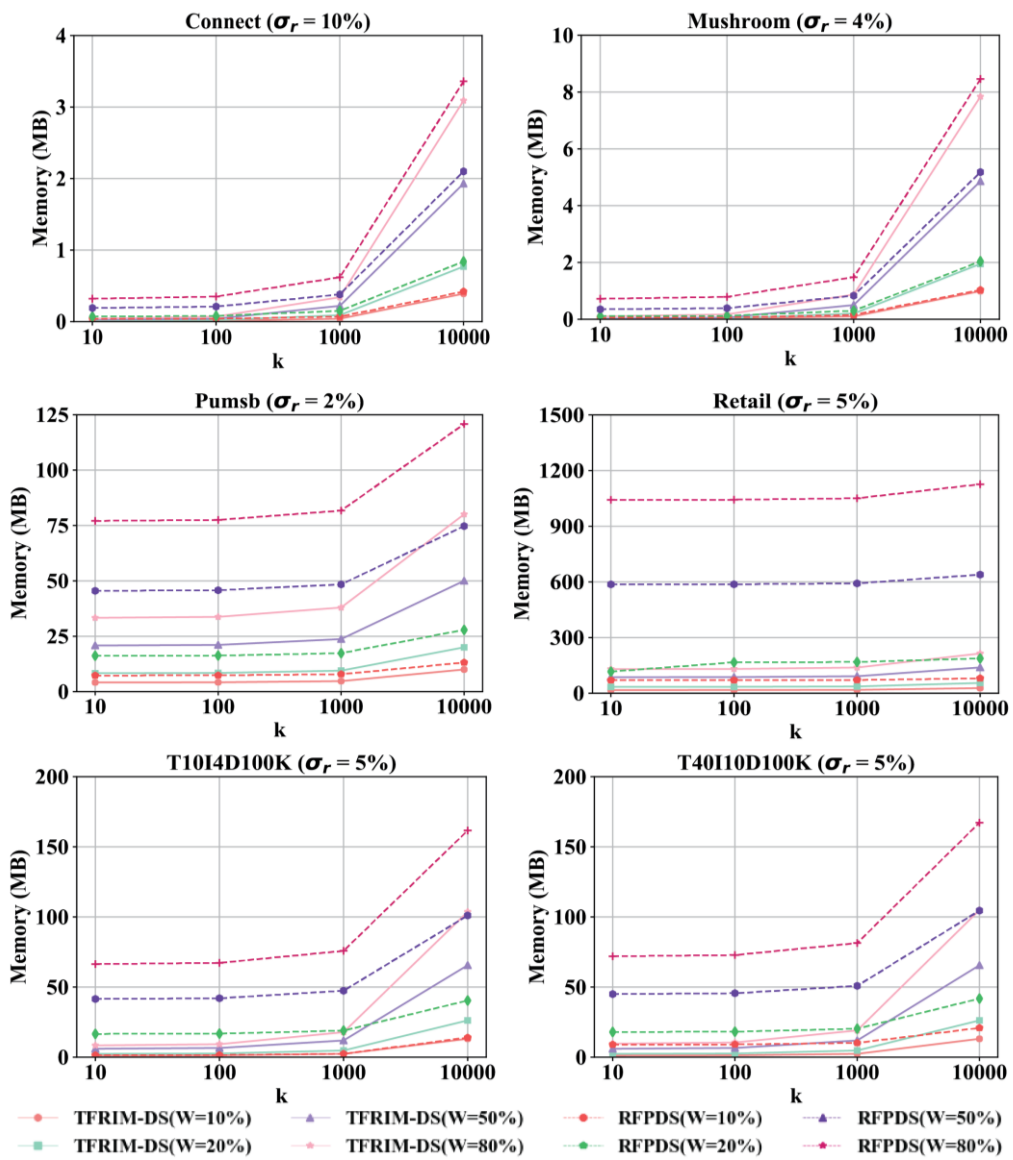 Connect (σr = 10%)
Mushroom (σr = 4%)
4
3
2
1
0
Memory (MB)
10
100
1000
10000
k
10
8
6
4
2
0
Memory (MB)
10
100
1000
10000
k
Pumsb (σr = 2%)
Retail (σr = 5%)
125
100
75
50
25
0
Memory (MB)
10
100
1000
10000
k
1500
1200
900
600
300
0
Memory (MB)
10
100
1000
10000
k
T10I4D100K (σr = 5%)
T40I10D100K (σr = 5%)
200
150
100
50
0
Memory (MB)
10
100
1000
10000
k
200
150
100
50
0
Memory (MB)
10
100
1000
10000
k
TFRIM-DS(W=10%) TFRIM-DS(W=50%) RFPDS(W=10%) RFPDS(W=50%)
TFRIM-DS(W=20%) TFRIM-DS(W=80%) RFPDS(W=20%) RFPDS(W=80%)